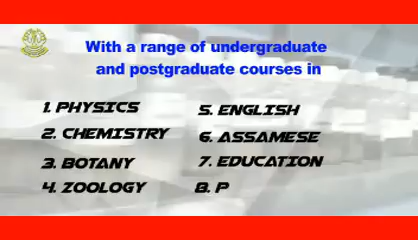 With a range of undergraduate
and postgraduate courses in
1. PHYSICS
2. CHEMISTRY
3. BOTANY
4. ZOOLOGY
5. ENGLISH
6. ASSAMESE
7. EDUCATION
8. P